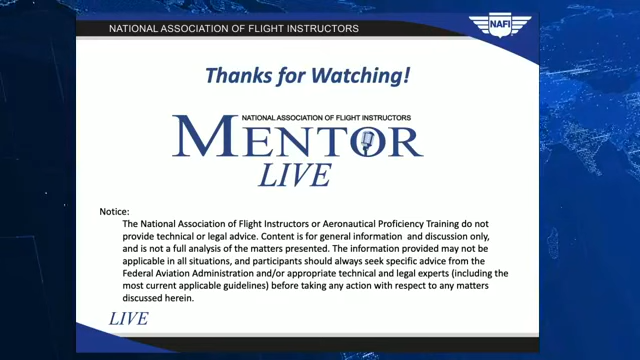 NATIONAL ASSOCIATION OF FLIGHT INSTRUCTORS
NAFI
Thanks for Watching!
NATIONAL ASSOCIATION OF FLIGHT INSTRUCTORS
MENTOR
LIVE
Notice:
The National Association of Flight Instructors or Aeronautical Proficiency Training do not
provide technical or legal advice. Content is for general information and discussion only,
and is not a full analysis of the matters presented. The information provided may not be
applicable in all situations, and participants should always seek specific advice from the
Federal Aviation Administration and/or appropriate technical and legal experts (including the
most current applicable guidelines) before taking any action with respect to any matters
discussed herein.
LIVE